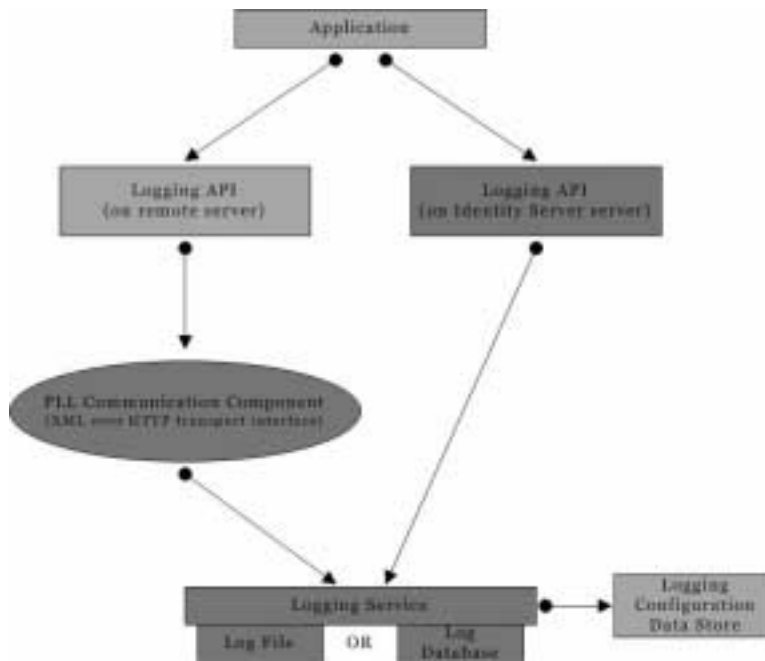 Application
Logging API
(on remote server)
Logging API
(on Identity Server server)
PLL Communication Component
(XML over HTTP transport interface)
Logging Service
Logging
Configuration
Data Store
Log File
OR
Log
Database